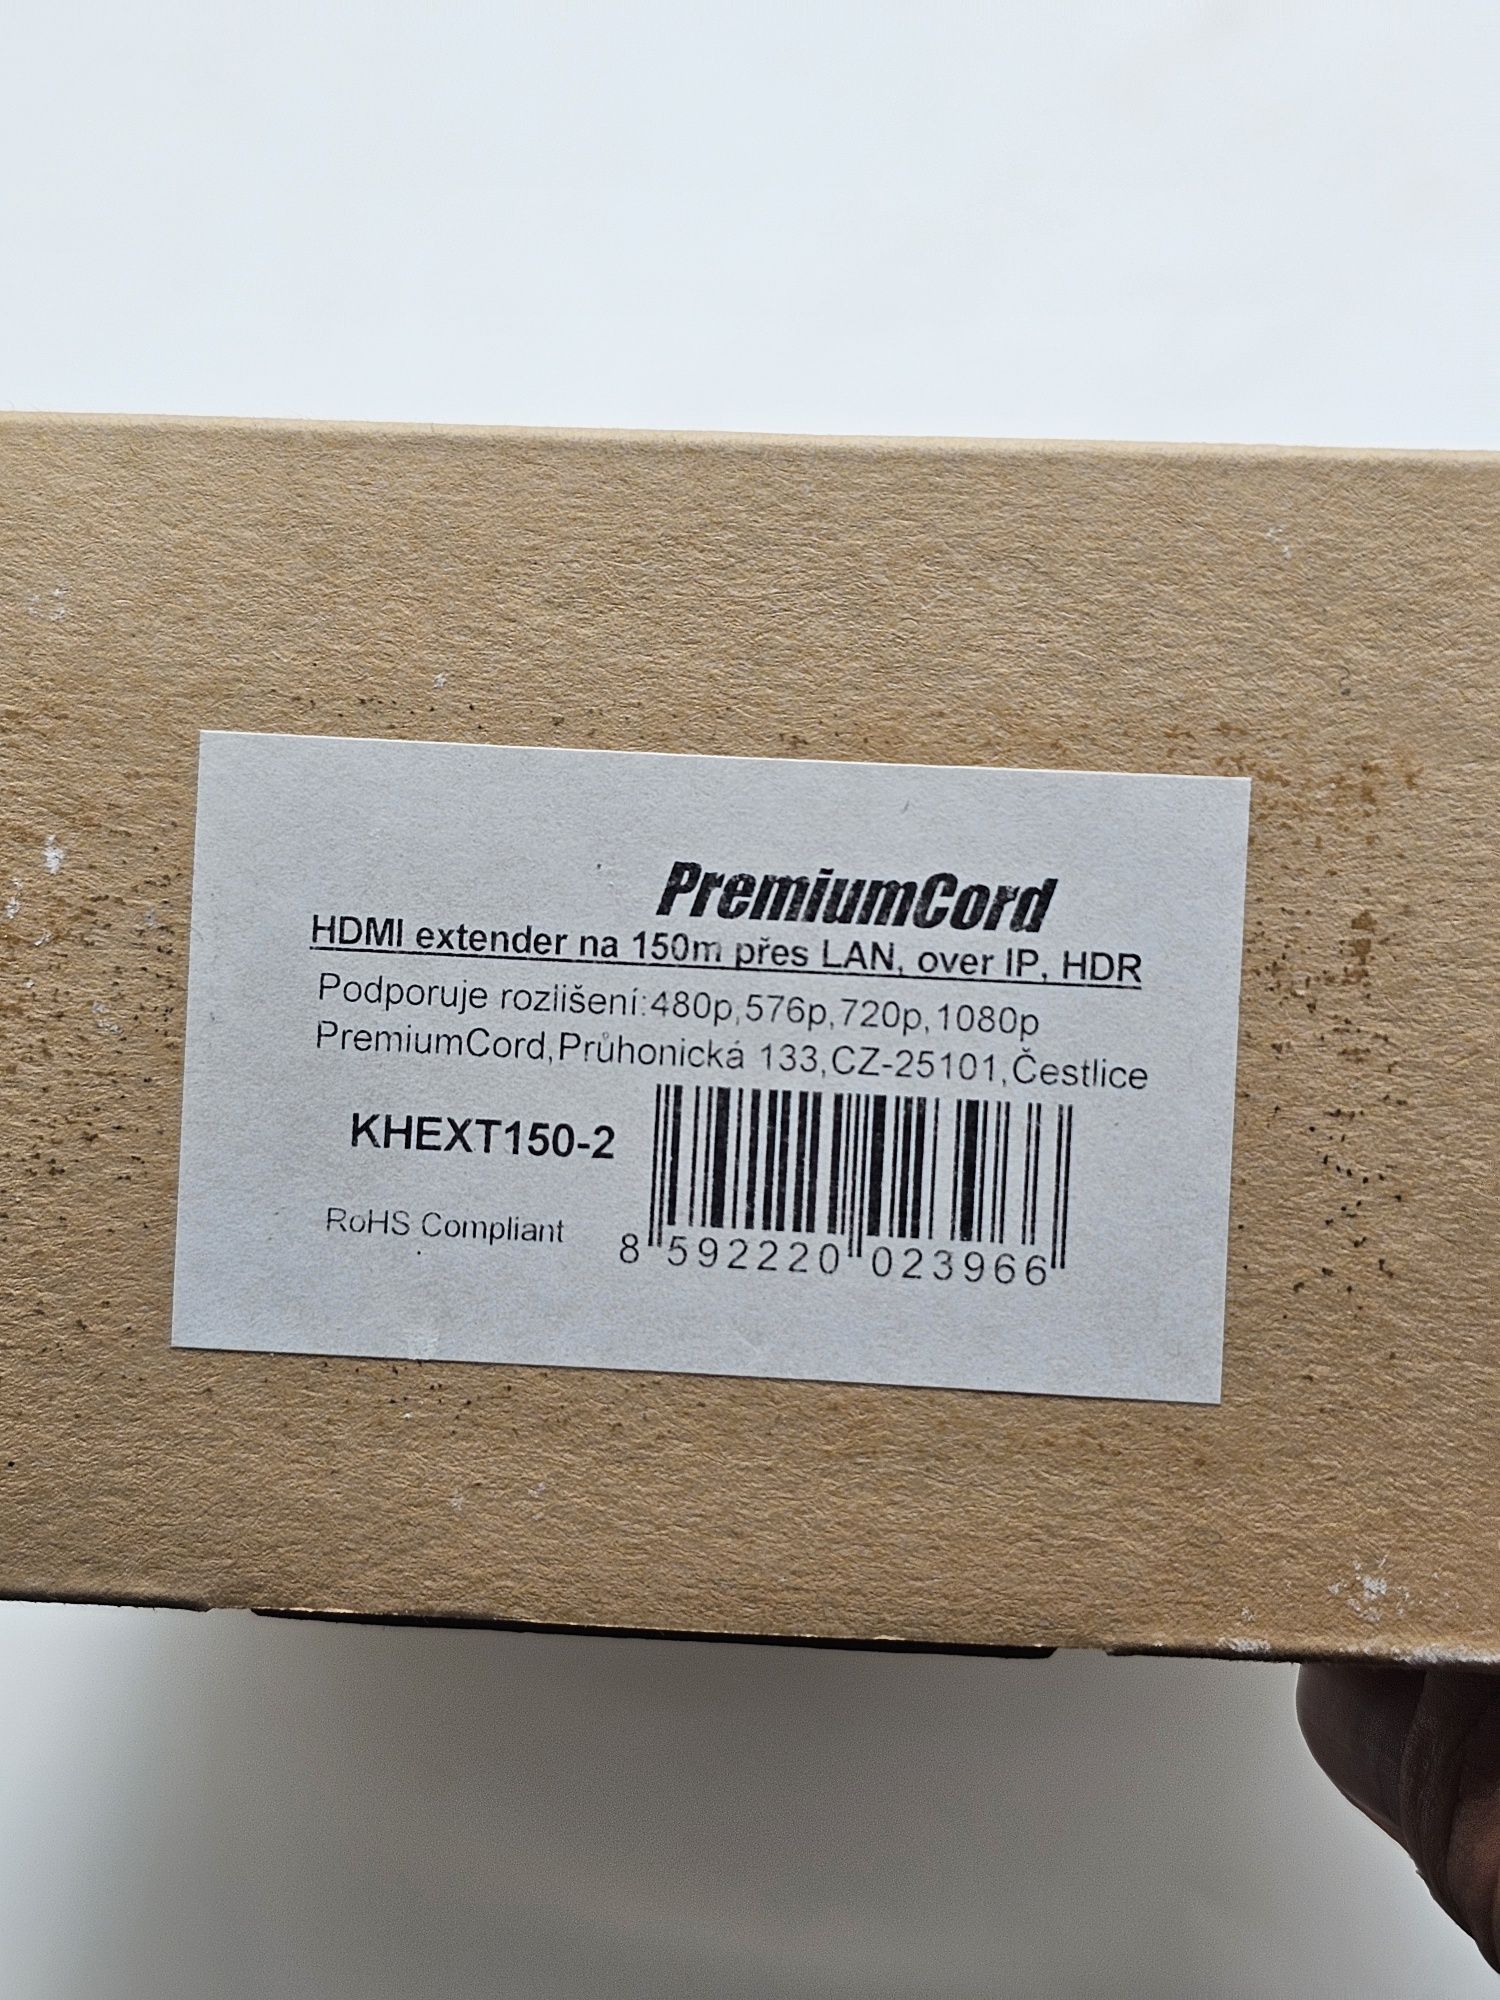 PremiumCord
HDMI extender na 150m přes LAN, over IP, HDR
Podporuje rozlišení:480p,576p,720p,1080p
PremiumCord,Průhonická 133,CZ-25101,Čestlice
KHEXT150-2
RoHS Compliant
8 592220 023966